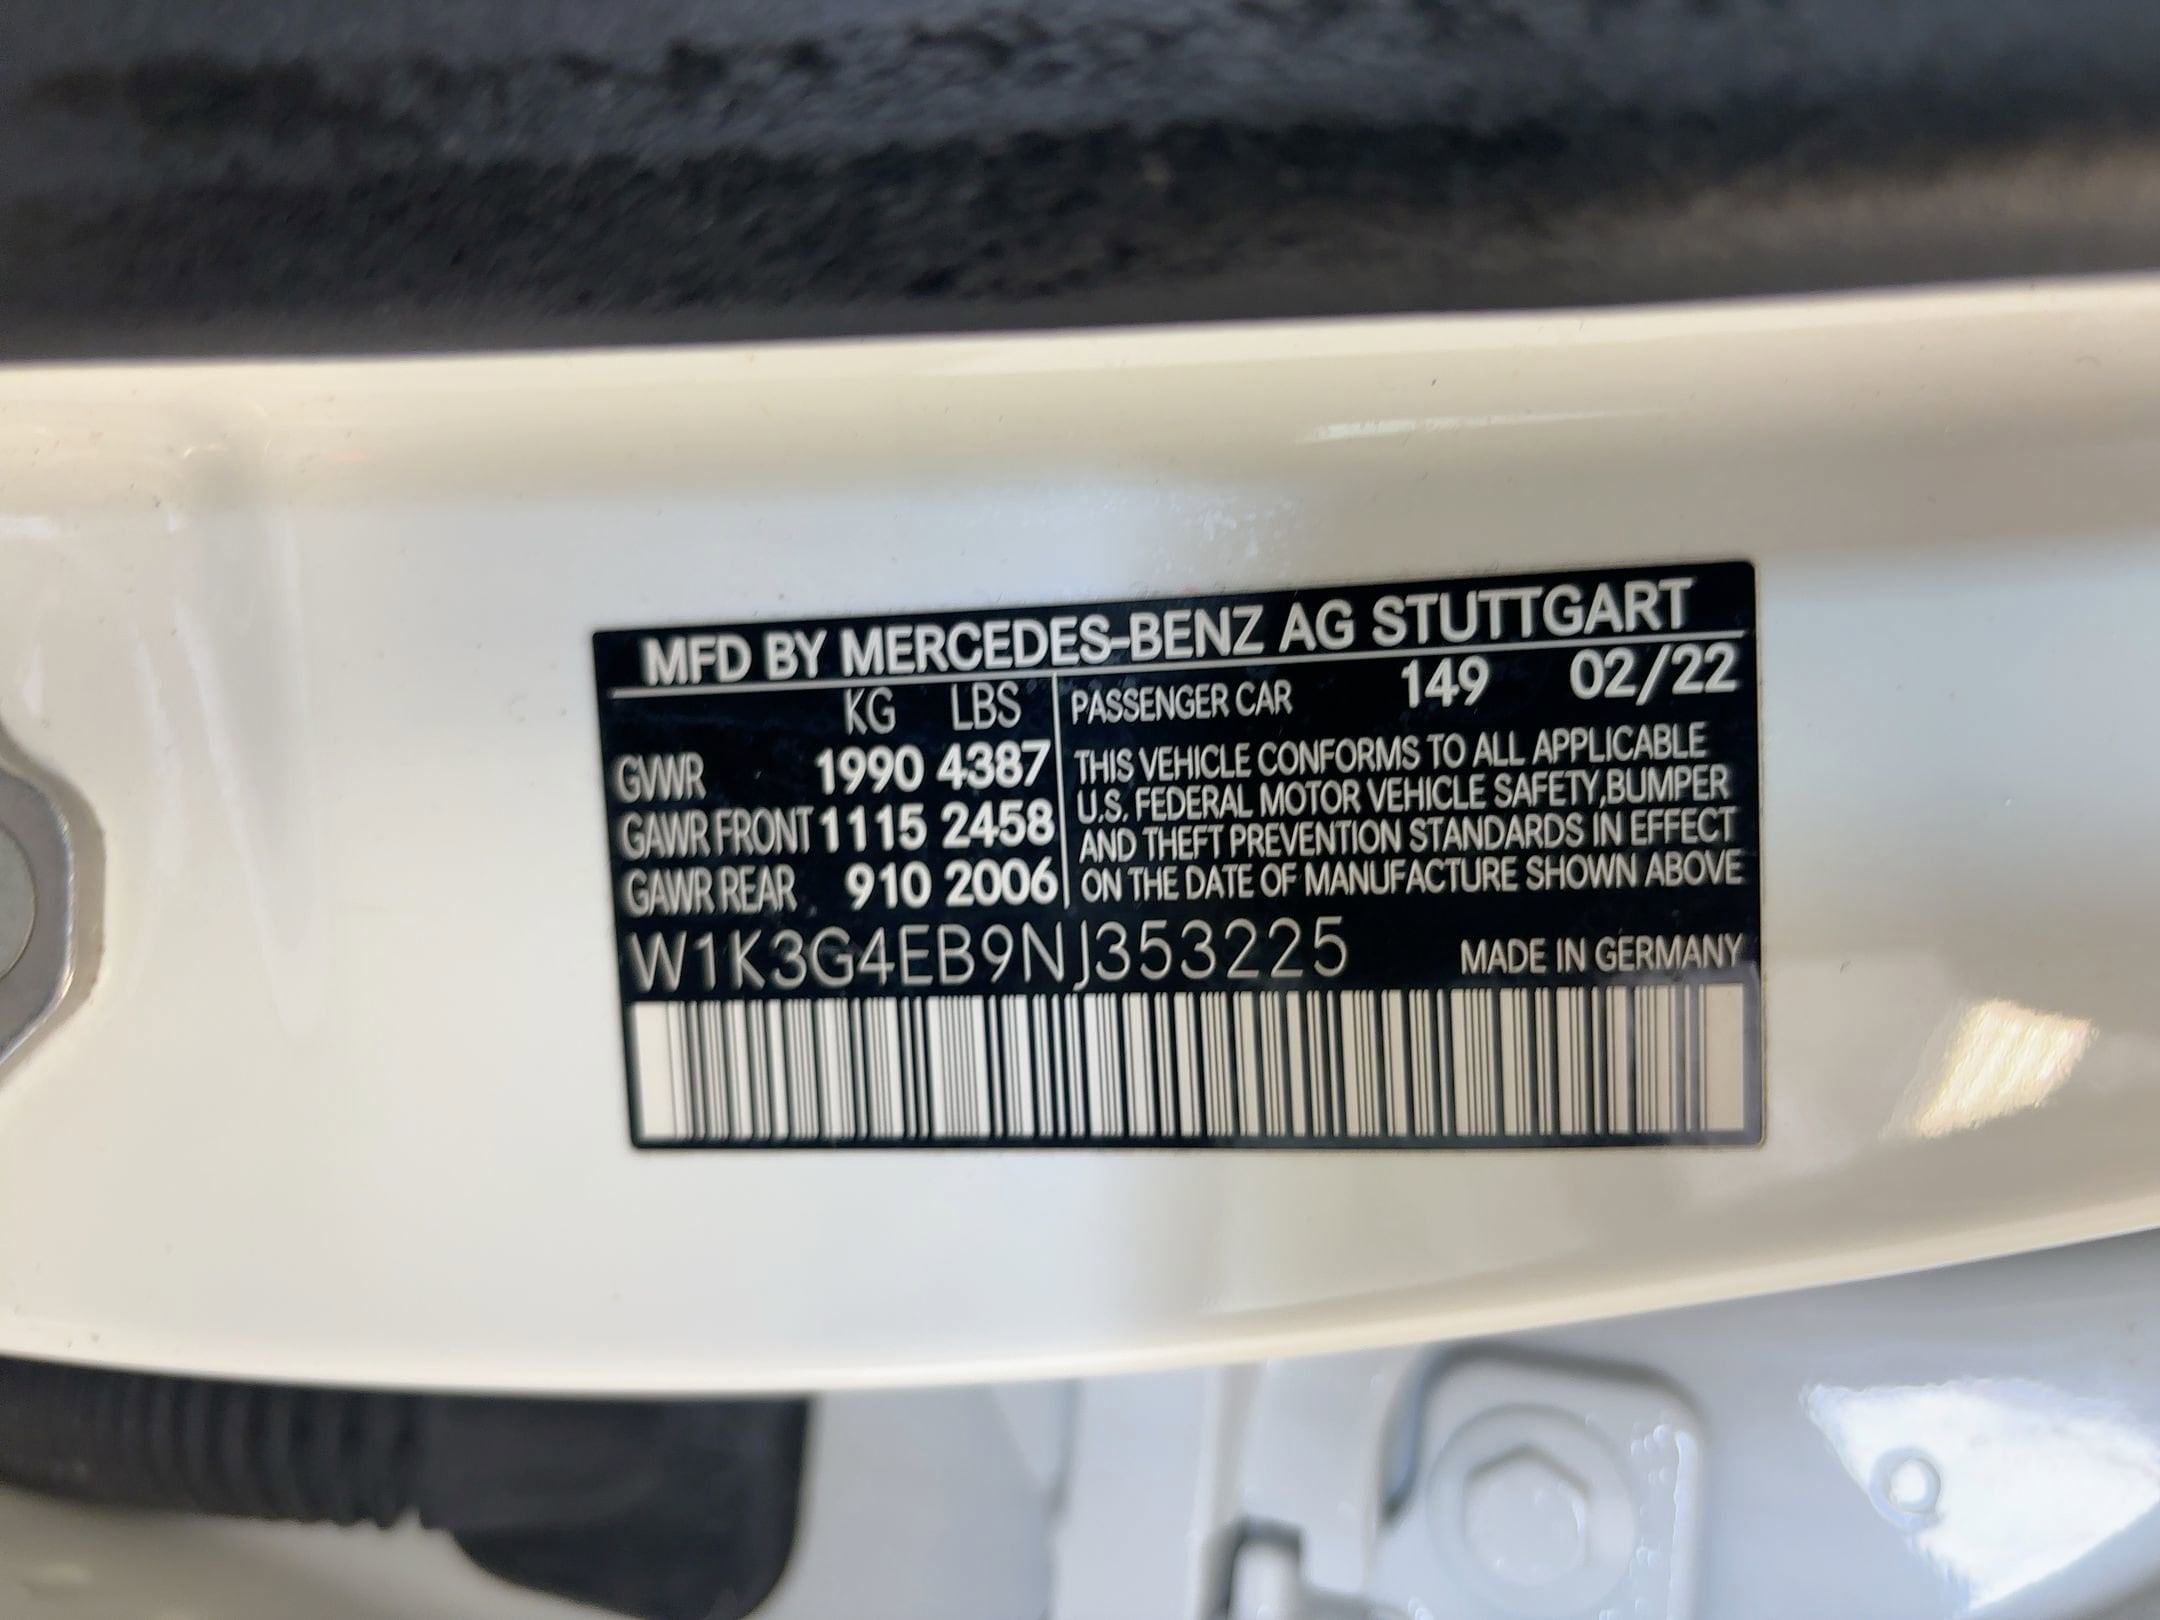 MFD BY MERCEDES-BENZ AG STUTTGART
KG LBS
GVWR 1990 4387
GAWR FRONT 1115 2458
GAWR REAR 910 2006
PASSENGER CAR 149 02/22
THIS VEHICLE CONFORMS TO ALL APPLICABLE
U.S. FEDERAL MOTOR VEHICLE SAFETY,BUMPER
AND THEFT PREVENTION STANDARDS IN EFFECT
ON THE DATE OF MANUFACTURE SHOWN ABOVE
W1K3G4EB9NJ353225
MADE IN GERMANY